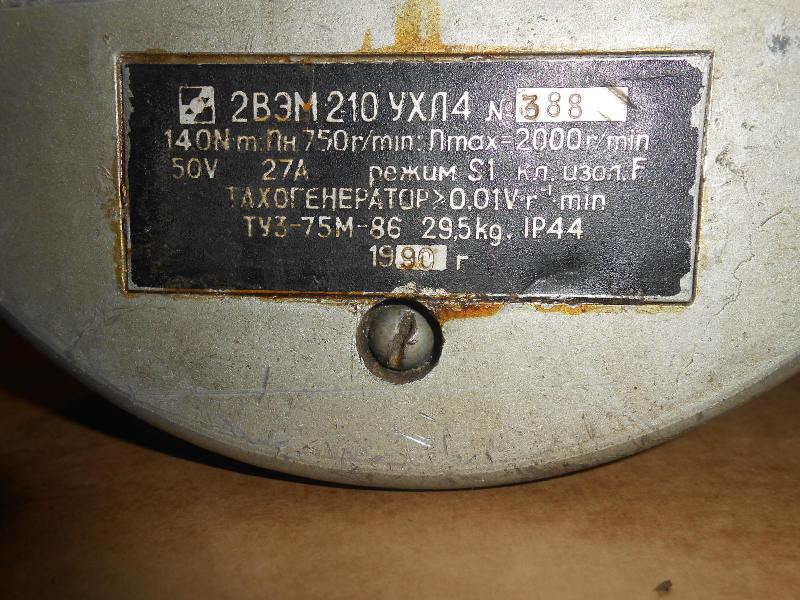 2ВЭМ 210 УХЛ4 № 388
14.0N m: Пн 750 r/min: Пmax=2000 r/min
50V 27A режим S1 кл. изол. F
ТАХОГЕНЕРАТОР>0,01V·r⁻¹·min
ТУ3-75М-86 29,5kg. IP44
1990 г